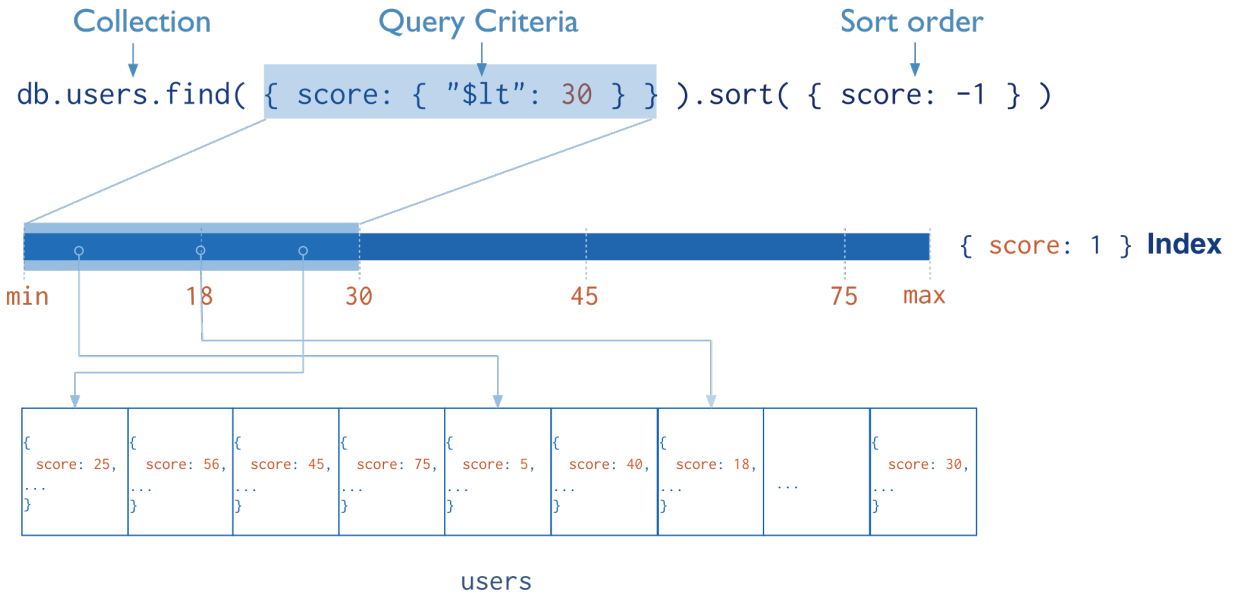 Collection Query Criteria Sort order
db.users.find( { score: { "$lt": 30 } } ).sort( { score: -1 } )
{ score: 1 } Index
min 18 30 45 75 max
{ { { { { { { {
score: 25, score: 56, score: 45, score: 75, score: 5, score: 40, score: 18, score: 30,
... ... ... ... ... ... ... ... ...
} } } } } } } }
users